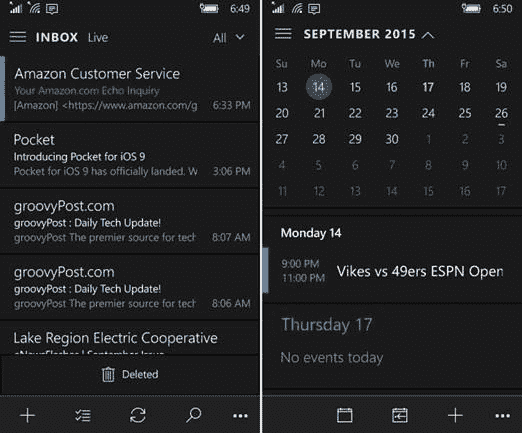 6:49
INBOX Live All
Amazon Customer Service
Your Amazon.com Echo Inquiry
[Amazon] <https://www.amazon.com/g 6:33 PM
Pocket
Introducing Pocket for iOS 9
Pocket for iOS 9 has officially landed. W 3:06 PM
groovyPost.com
groovyPost : Daily Tech Update!
groovyPost The premier source for tech 8:07 AM
groovyPost.com
groovyPost : Daily Tech Update!
groovyPost The premier source for tech 8:06 AM
Lake Region Electric Cooperative
eNewsFlasher | September Issue
Deleted
6:50
SEPTEMBER 2015
Su Mo Tu We Th Fr Sa
13 14 15 16 17 18 19
20 21 22 23 24 25 26
27 28 29 30 1 2 3
4 5 6 7 8 9 10
11 12 13 14 15 16 17
Monday 14
9:00 PM
11:00 PM
Vikes vs 49ers ESPN Open
Thursday 17
No events today